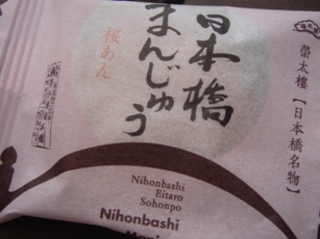 日本橋
まんじゅう
桜あん
榮太樓【日本橋名物】
Nihonbashi
Eitaro
Sohonpo
Nihonbashi